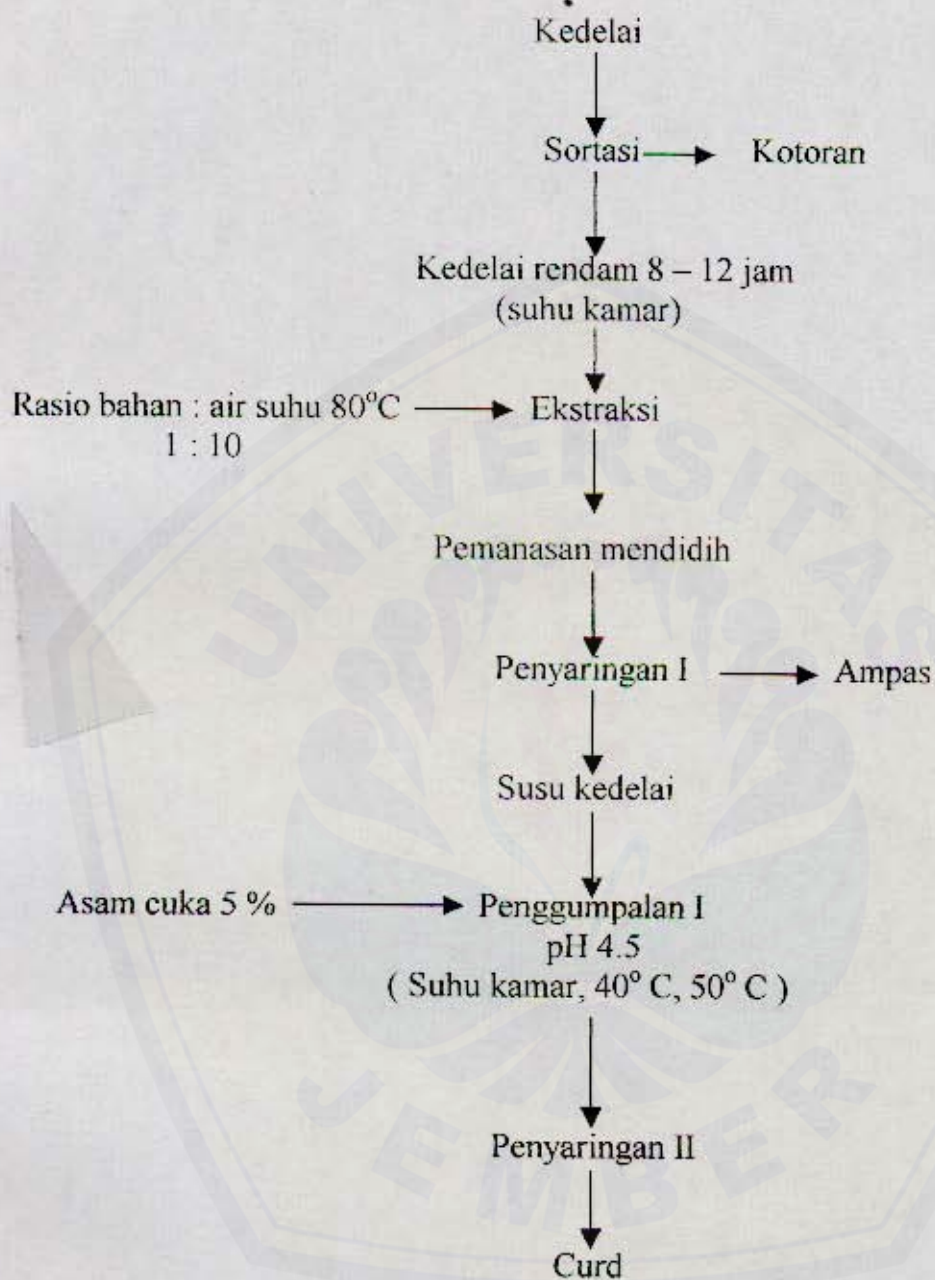 Kedelai
Sortasi Kotoran
Kedelai rendam 8 – 12 jam
(suhu kamar)
Rasio bahan : air suhu 80°C Ekstraksi
1 : 10
Pemanasan mendidih
Penyaringan I Ampas
Susu kedelai
Asam cuka 5 % Penggumpalan I
pH 4.5
( Suhu kamar, 40° C, 50° C )
Penyaringan II
Curd
UNIVERSITAS
JEMBER